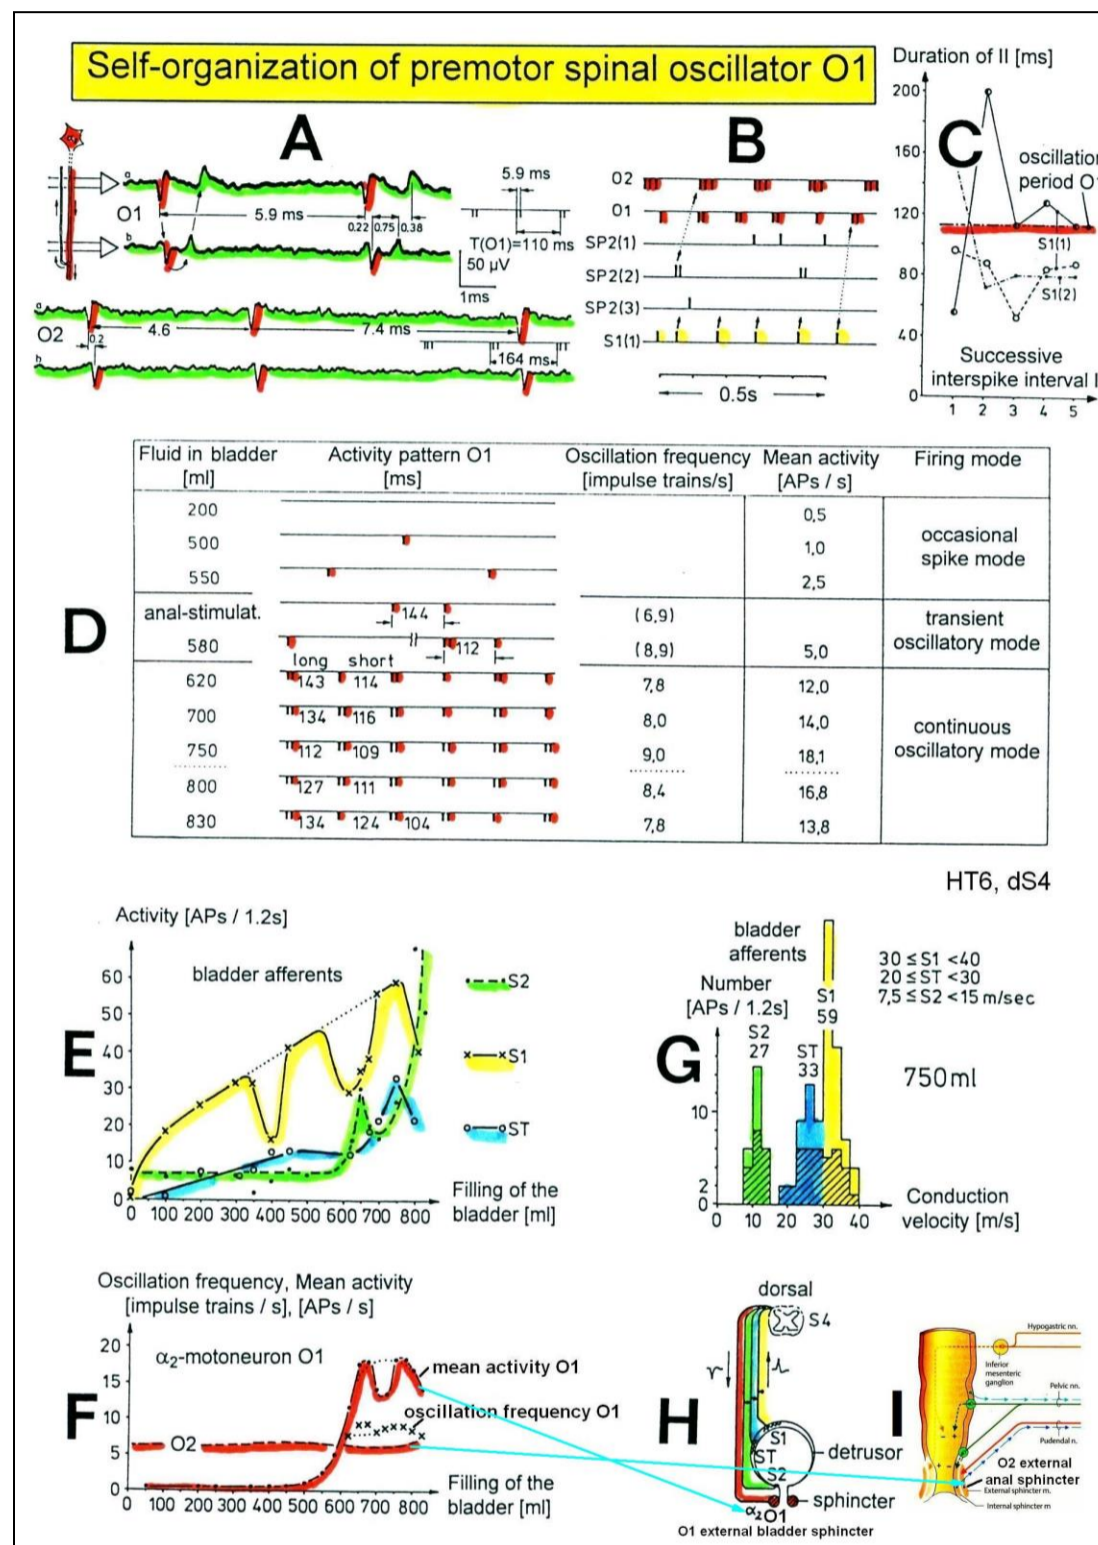 Self-organization of premotor spinal oscillator O1
A
a
O1
5.9 ms
0,22 0,75 0,38
b
5.9 ms
T(O1)=110 ms
50 µV
1ms
a
O2
4.6
7.4 ms
0.2
164 ms
B
O2
O1
SP2(1)
SP2(2)
SP2(3)
S1(1)
0.5s
Duration of II [ms]
200
160
120
80
40
0
C
oscillation
period O1
S1(1)
S1(2)
Successive
interspike interval I
1 2 3 4 5
D
Fluid in bladder Activity pattern O1 Oscillation frequency Mean activity Firing mode
[ml] [ms] [impulse trains/s] [APs / s]
200 0,5
500 1,0 occasional
spike mode
550 2,5
anal-stimulat. 144 (6,9) transient
oscillatory mode
580 112 (8,9) 5,0
long short
620 143 114 7,8 12,0
700 134 116 8,0 14,0 continuous
oscillatory mode
750 112 109 9,0 18,1
800 127 111 8,4 16,8
830 134 124 104 7,8 13,8
HT6, dS4
E
Activity [APs / 1.2s]
bladder afferents
60
50
40
30
20
10
0
S2
S1
ST
0 100 200 300 400 500 600 700 800
Filling of the
bladder [ml]
G
bladder
afferents
Number
[APs / 1.2s]
S2
27
ST
33
S1
59
30 ≤ S1 < 40
20 ≤ ST < 30
7,5 ≤ S2 < 15 m/sec
750ml
10
2
0
0 10 20 30 40
Conduction
velocity [m/s]
F
Oscillation frequency, Mean activity
[impulse trains / s], [APs / s]
20
15
10
5
0
α2-motoneuron O1
mean activity O1
oscillation frequency O1
O2
0 100 200 300 400 500 600 700 800
Filling of the
bladder [ml]
H
dorsal
S4
S1
ST
S2
detrusor
sphincter
α2O1
O1 external bladder sphincter
I
Hypogastric nn.
Inferior
mesenteric
ganglion
Pelvic nn.
Pudendal n.
O2 external
anal sphincter
External sphincter m.
Internal sphincter m